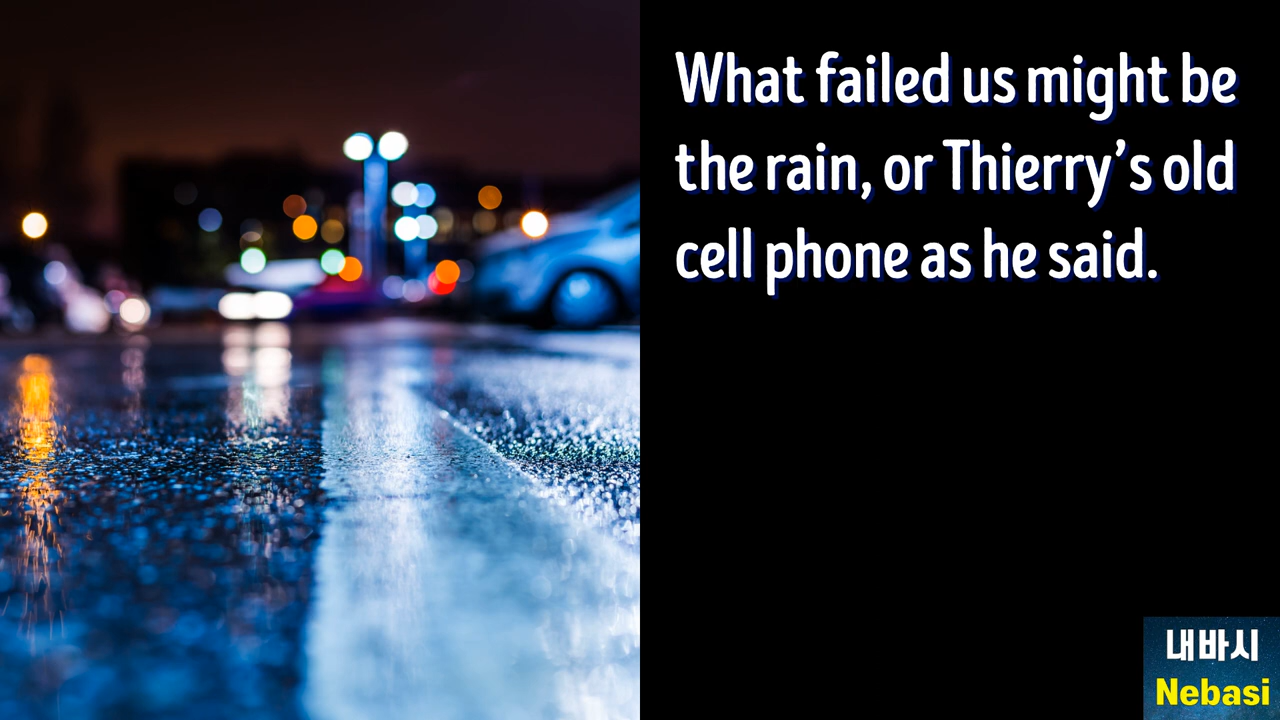 What failed us might be
the rain, or Thierry’s old
cell phone as he said.
내바시
Nebasi